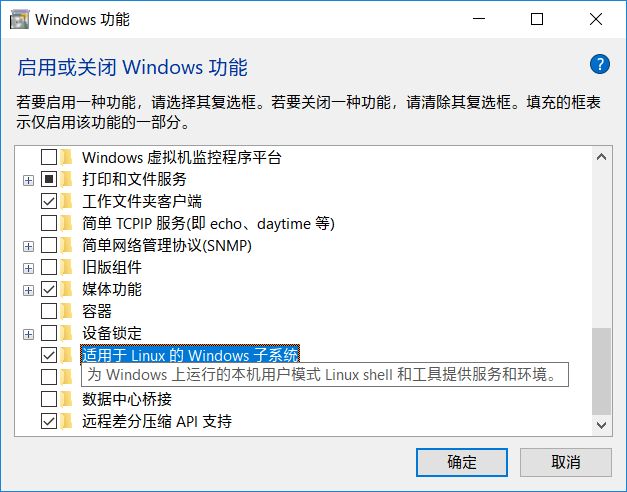 Windows 功能
启用或关闭 Windows 功能
?
若要启用一种功能，请选择其复选框。若要关闭一种功能，请清除其复选框。填充的框表
示仅启用该功能的一部分。
Windows 虚拟机监控程序平台
打印和文件服务
工作文件夹客户端
简单 TCPIP 服务(即 echo、daytime 等)
简单网络管理协议(SNMP)
旧版组件
媒体功能
容器
设备锁定
适用于 Linux 的 Windows 子系统
为 Windows 上运行的本机用户模式 Linux shell 和工具提供服务和环境。
数据中心桥接
远程差分压缩 API 支持
确定
取消